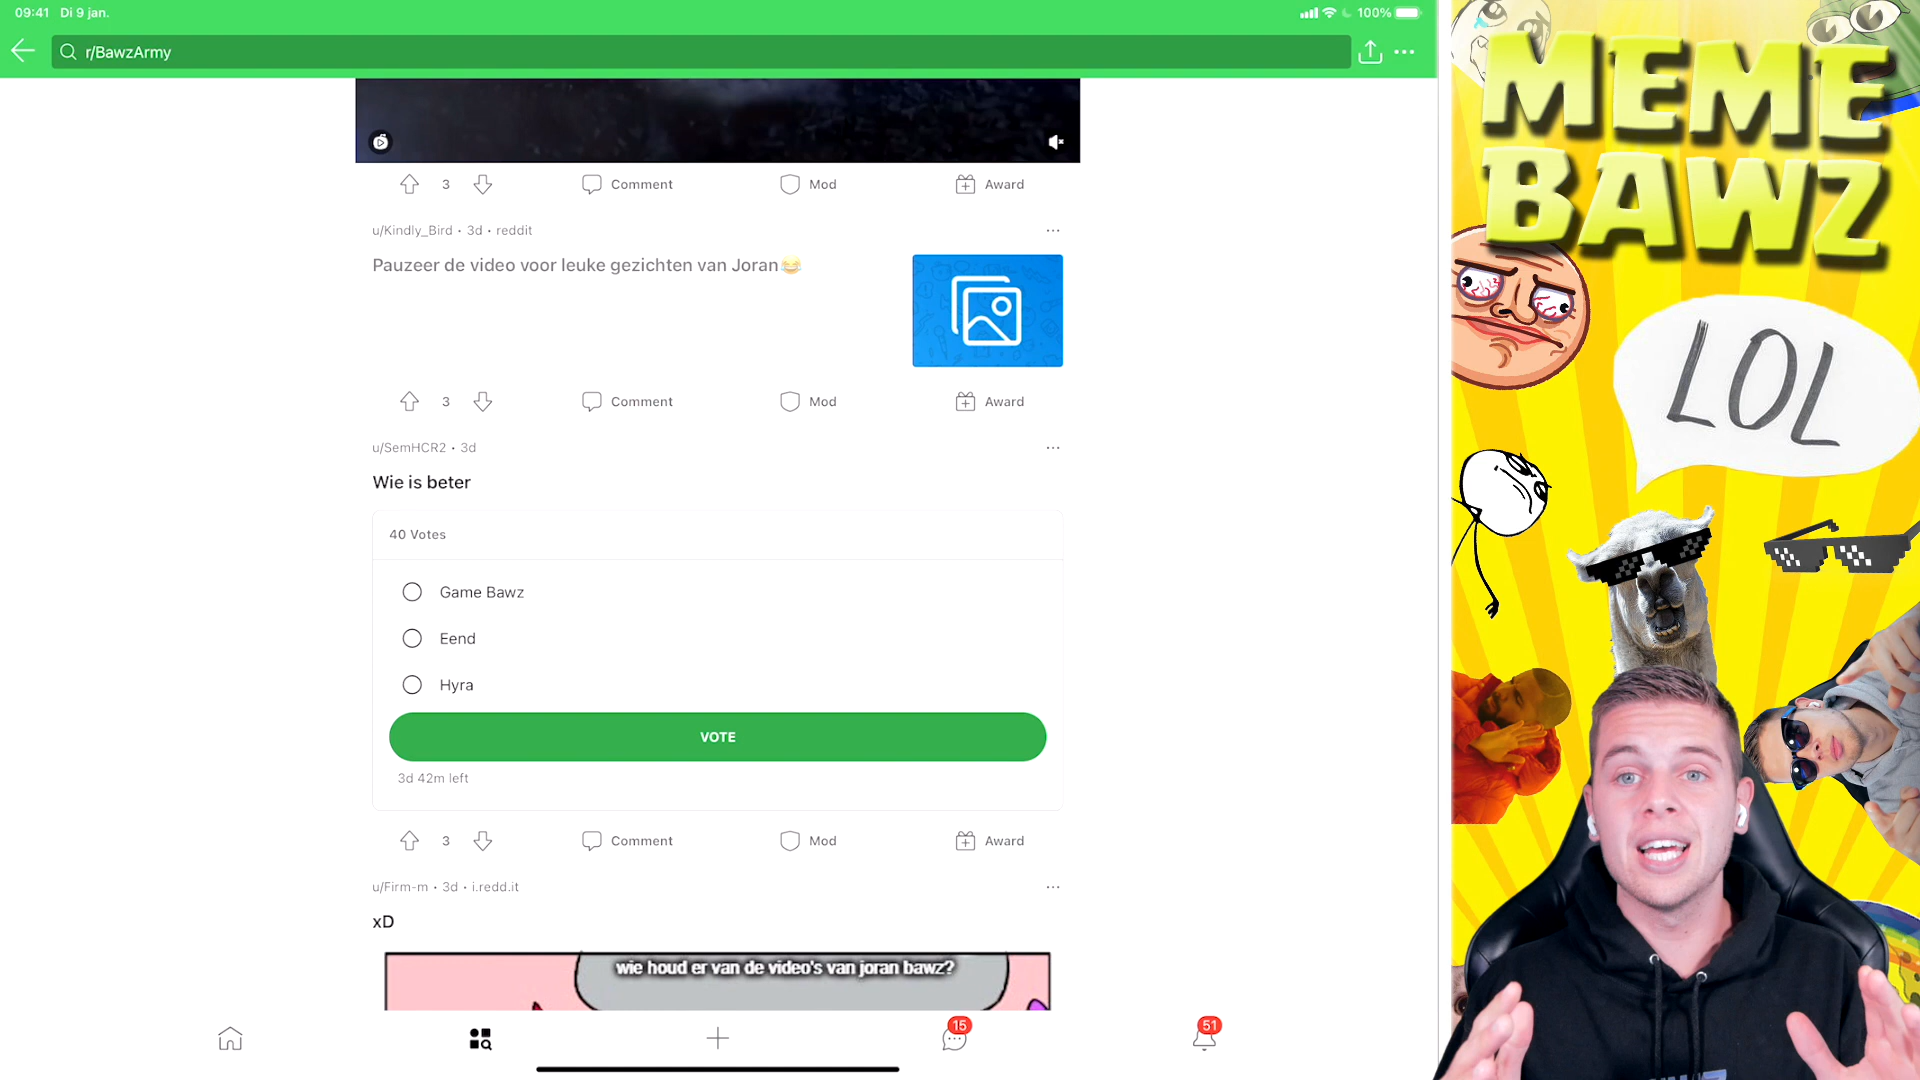 09:41 Di 9 jan.
100%
r/BawzArmy
3
Comment
Mod
Award
u/Kindly_Bird • 3d • reddit
Pauzeer de video voor leuke gezichten van Joran😂
3
Comment
Mod
Award
u/SemHCR2 • 3d
Wie is beter
40 Votes
Game Bawz
Eend
Hyra
VOTE
3d 42m left
3
Comment
Mod
Award
u/Firm-m • 3d • i.redd.it
xD
wie houd er van de video's van joran bawz?
15
51
MEME
BAWZ
LOL